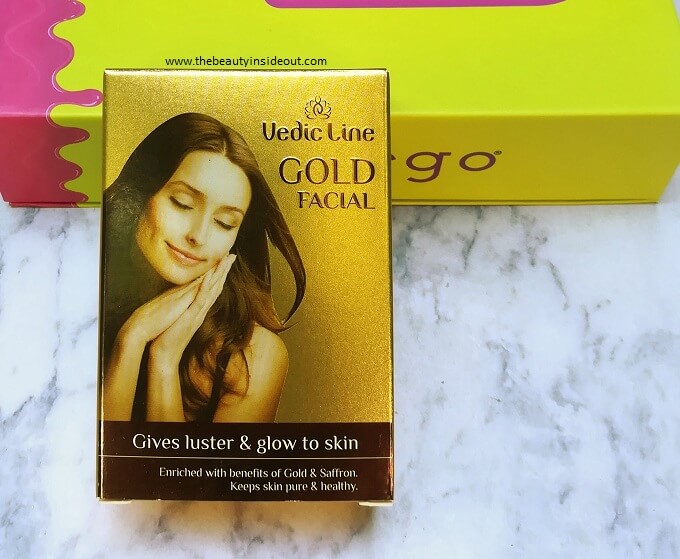 www.thebeautyinsideout.com
Vedic Line
GOLD
FACIAL
ego
Gives luster & glow to skin
Enriched with benefits of Gold & Saffron.
Keeps skin pure & healthy.